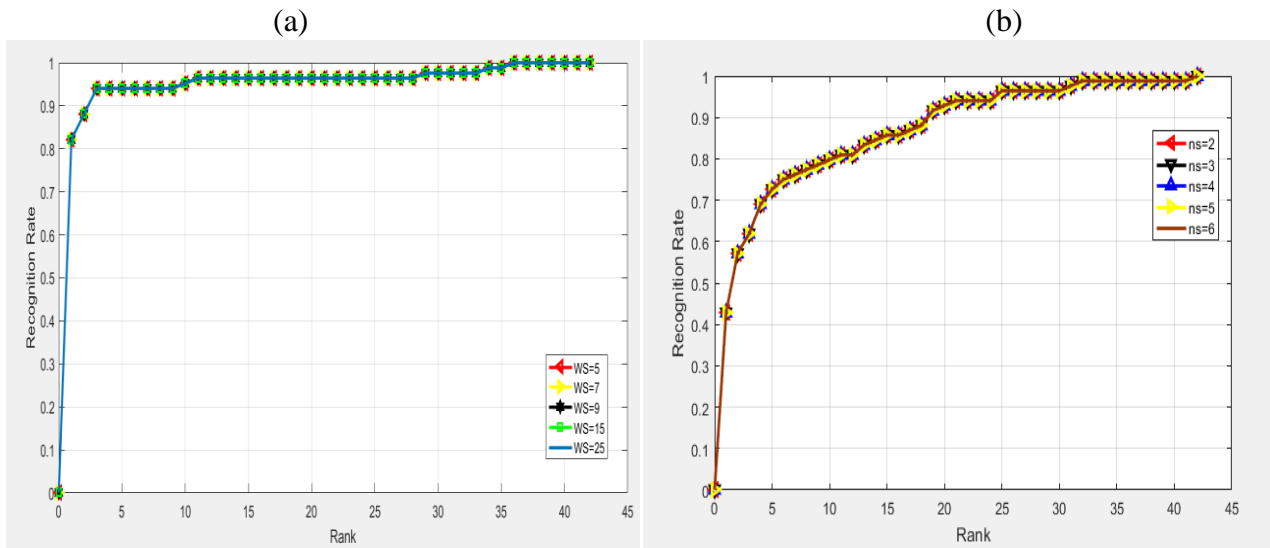 (a)
1
0.9
0.8
0.7
0.6
0.5
0.4
0.3
0.2
0.1
0
Recognition Rate
WS=5
WS=7
WS=9
WS=15
WS=25
0 5 10 15 20 25 30 35 40 45
Rank
(b)
1
0.9
0.8
0.7
0.6
0.5
0.4
0.3
0.2
0.1
0
Recognition Rate
ns=2
ns=3
ns=4
ns=5
ns=6
0 5 10 15 20 25 30 35 40 45
Rank